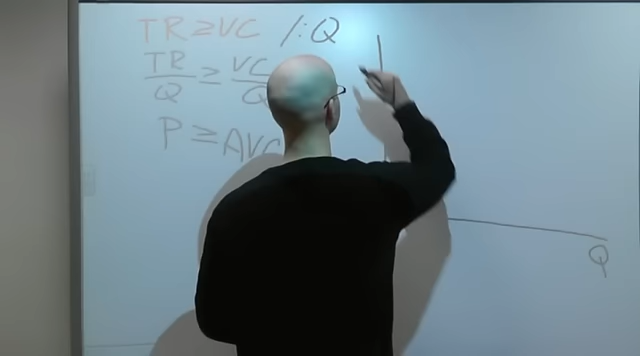 TR ≥ VC /:Q
TR/Q ≥ VC/Q
P ≥ AVC
Q